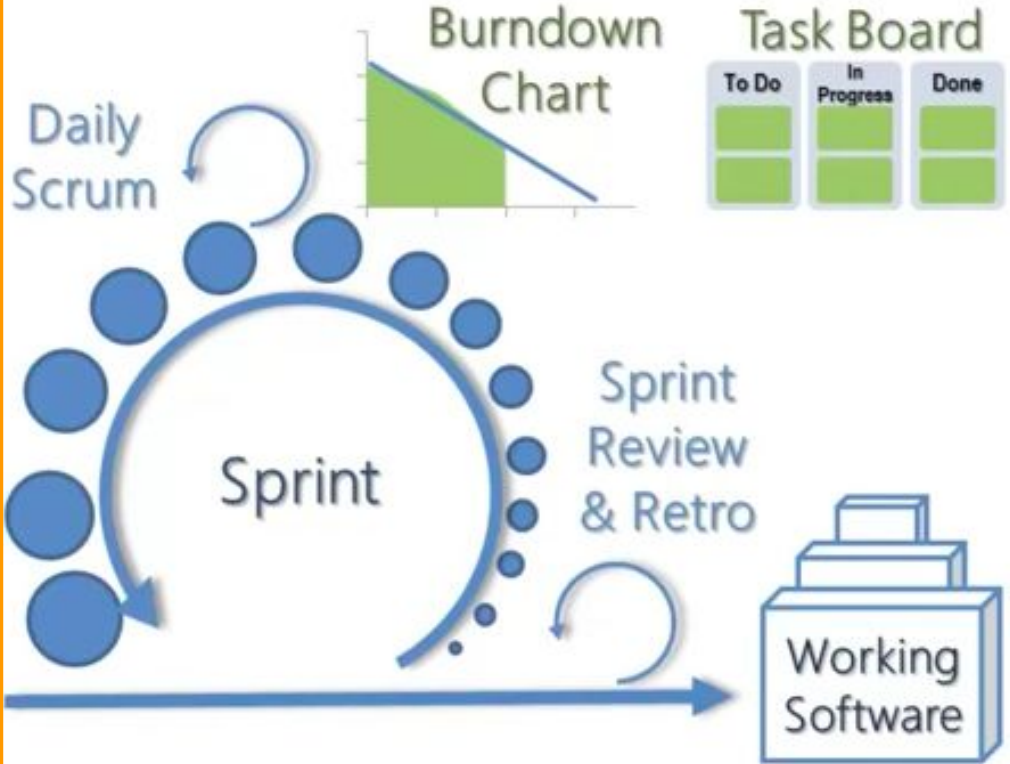 Burndown
Chart
Task Board
To Do
In
Progress
Done
Daily
Scrum
Sprint
Sprint
Review
& Retro
Working
Software